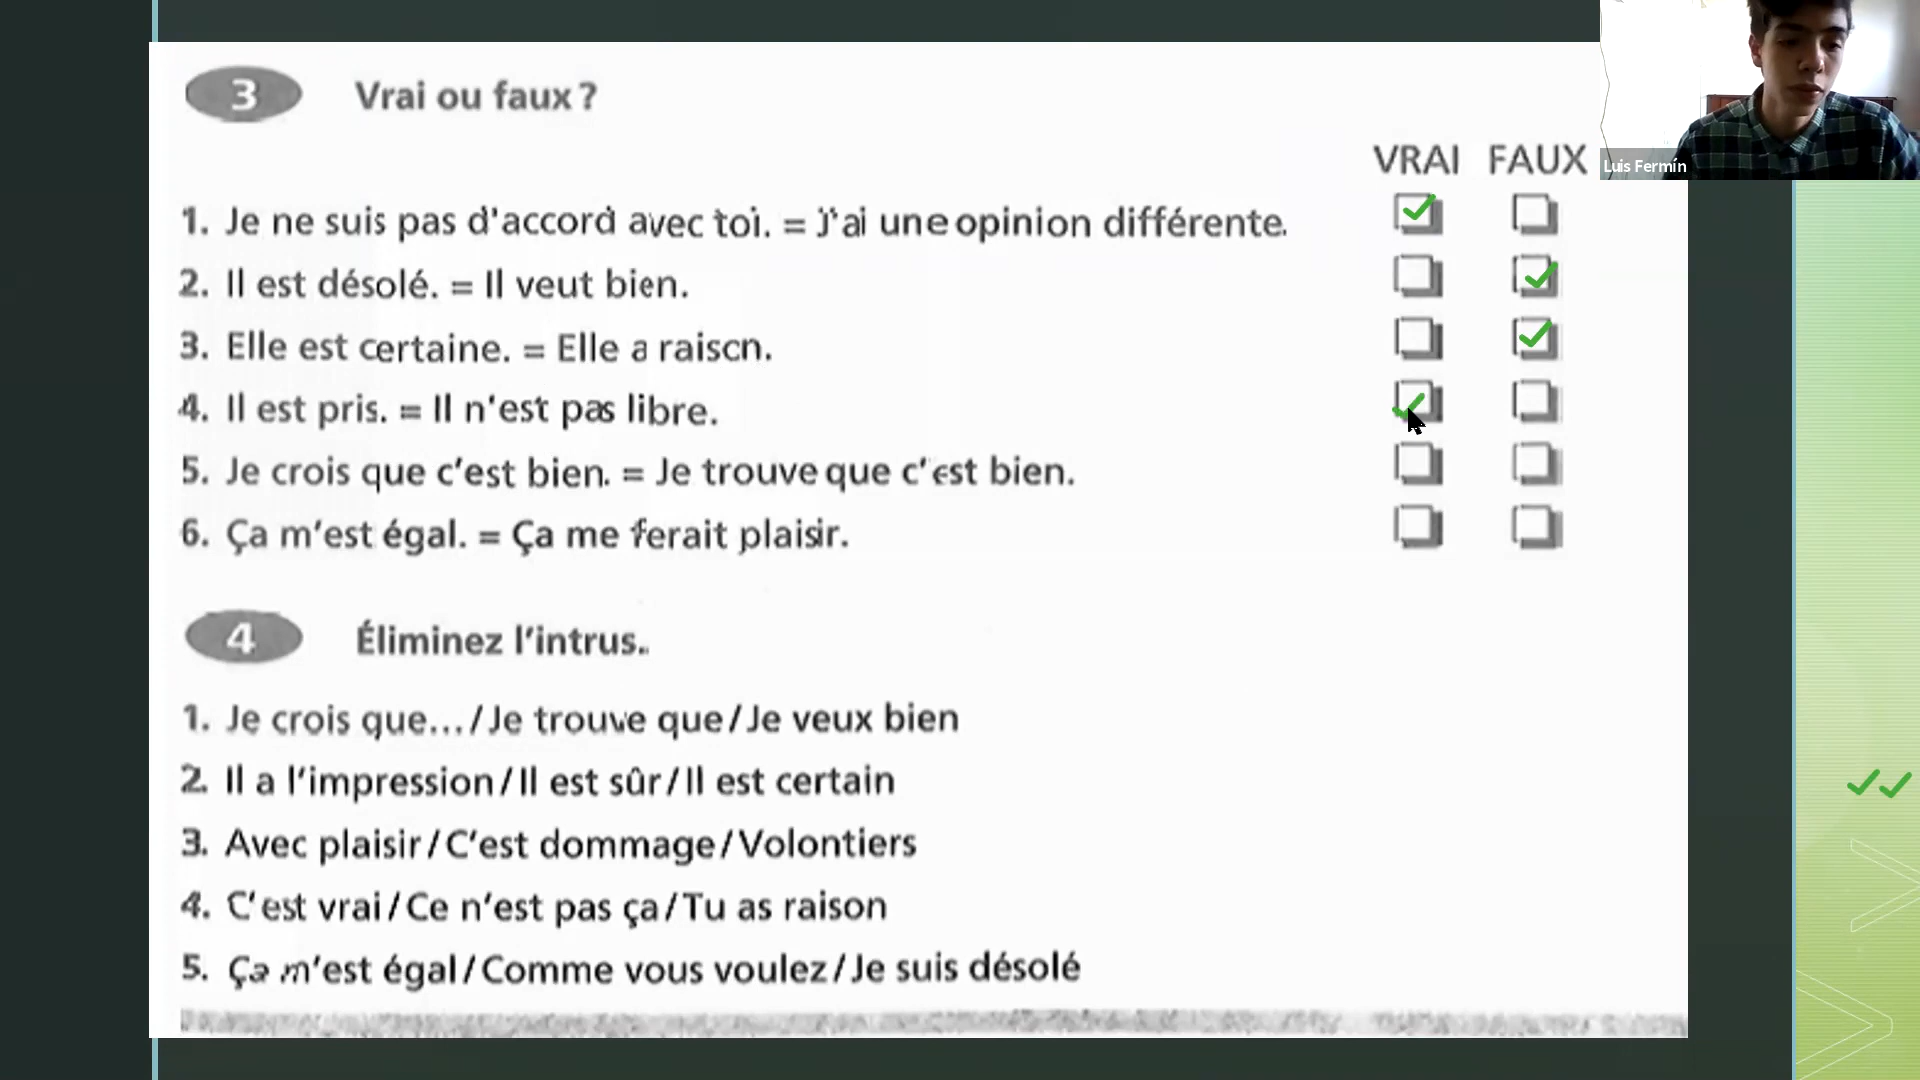 3 Vrai ou faux ?
VRAI FAUX
1. Je ne suis pas d'accord avec toi. = J'ai une opinion différente.
2. Il est désolé. = Il veut bien.
3. Elle est certaine. = Elle a raison.
4. Il est pris. = Il n'est pas libre.
5. Je crois que c'est bien. = Je trouve que c'est bien.
6. Ça m'est égal. = Ça me ferait plaisir.
4 Éliminez l'intrus.
1. Je crois que... / Je trouve que / Je veux bien
2. Il a l'impression / Il est sûr / Il est certain
3. Avec plaisir / C'est dommage / Volontiers
4. C'est vrai / Ce n'est pas ça / Tu as raison
5. Ça m'est égal / Comme vous voulez / Je suis désolé
Luis Fermín